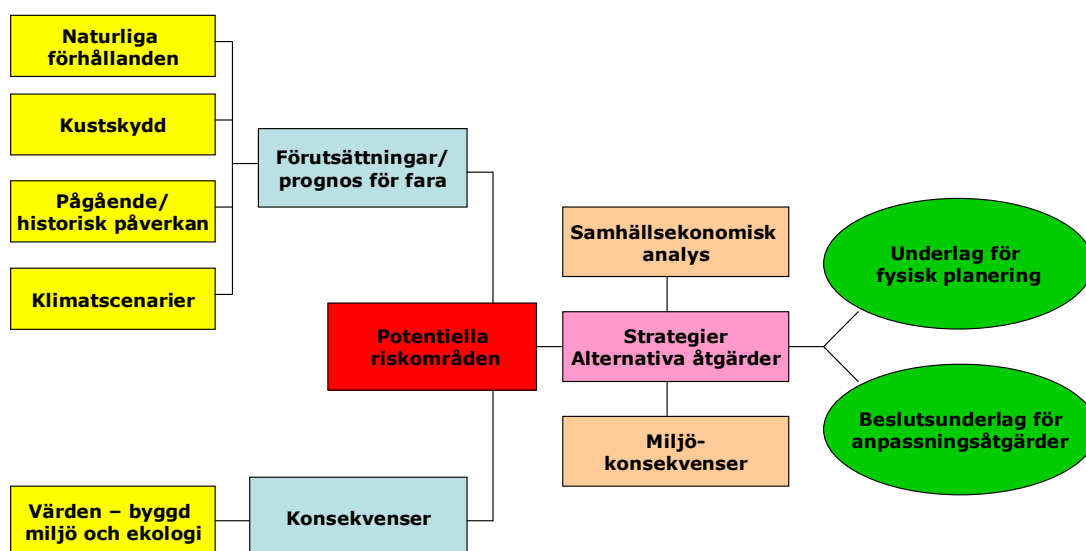 Naturliga
förhållanden
Kustskydd
Pågående/
historisk påverkan
Klimatscenarier
Värden – byggd
miljö och ekologi
Förutsättningar/
prognos för fara
Konsekvenser
Potentiella
riskområden
Samhällsekonomisk
analys
Strategier
Alternativa åtgärder
Miljö-
konsekvenser
Underlag för
fysisk planering
Beslutsunderlag för
anpassningsåtgärder